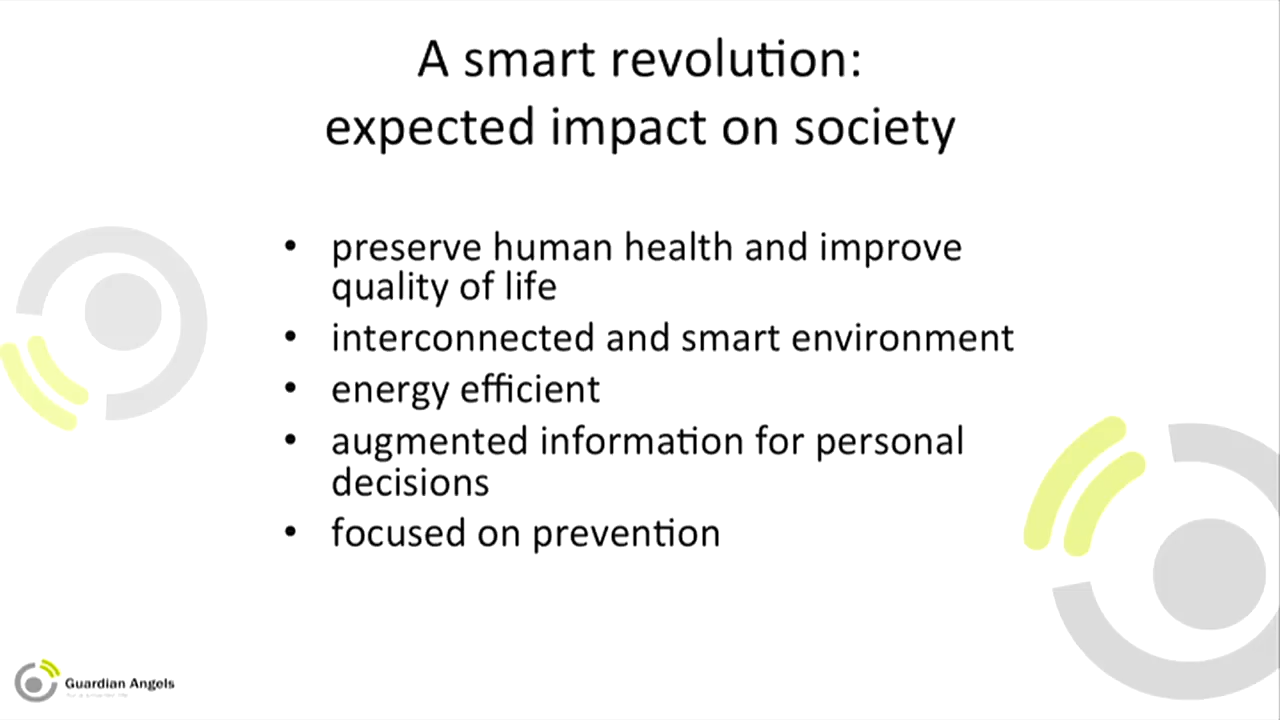 A smart revolution:
expected impact on society
• preserve human health and improve
quality of life
• interconnected and smart environment
• energy efficient
• augmented information for personal
decisions
• focused on prevention
Guardian Angels